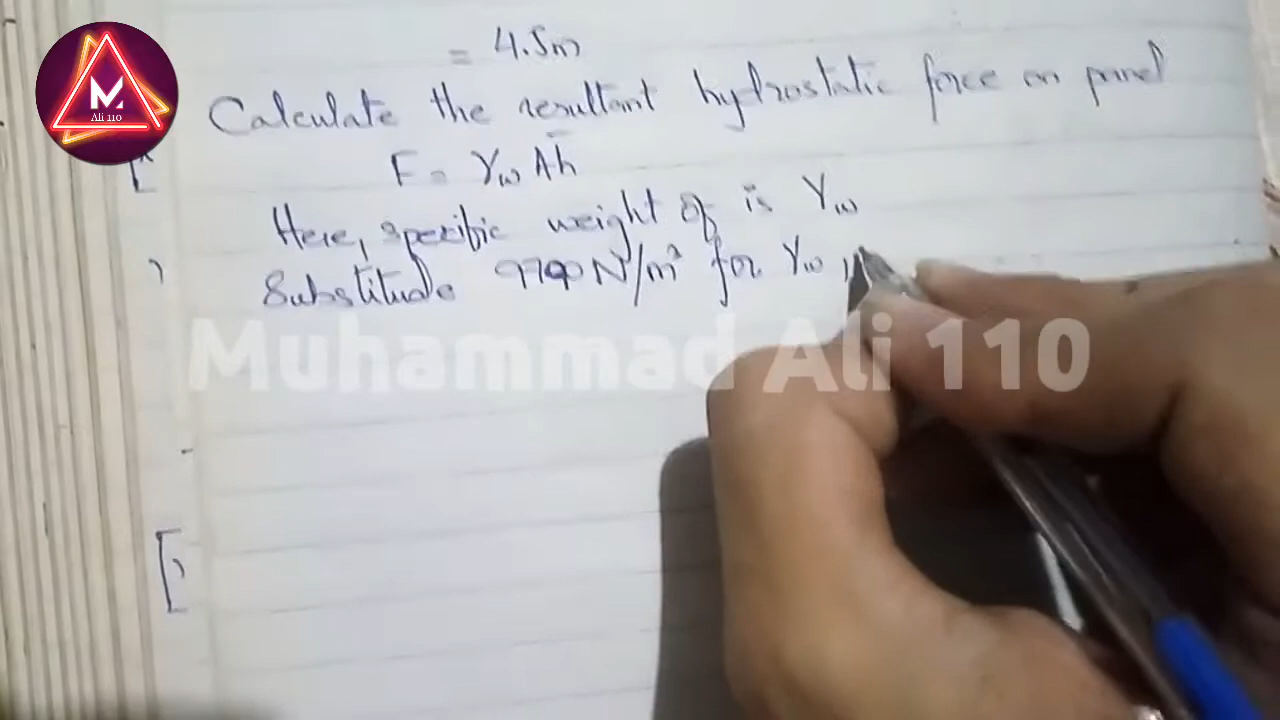 = 4.5m
Calculate the resultant hydrostatic force on panel
F = γw Ah̄
Here, specific weight of is γw
Substitude 9790 N/m³ for γw,
M
Ali 110
Muhammad Ali 110